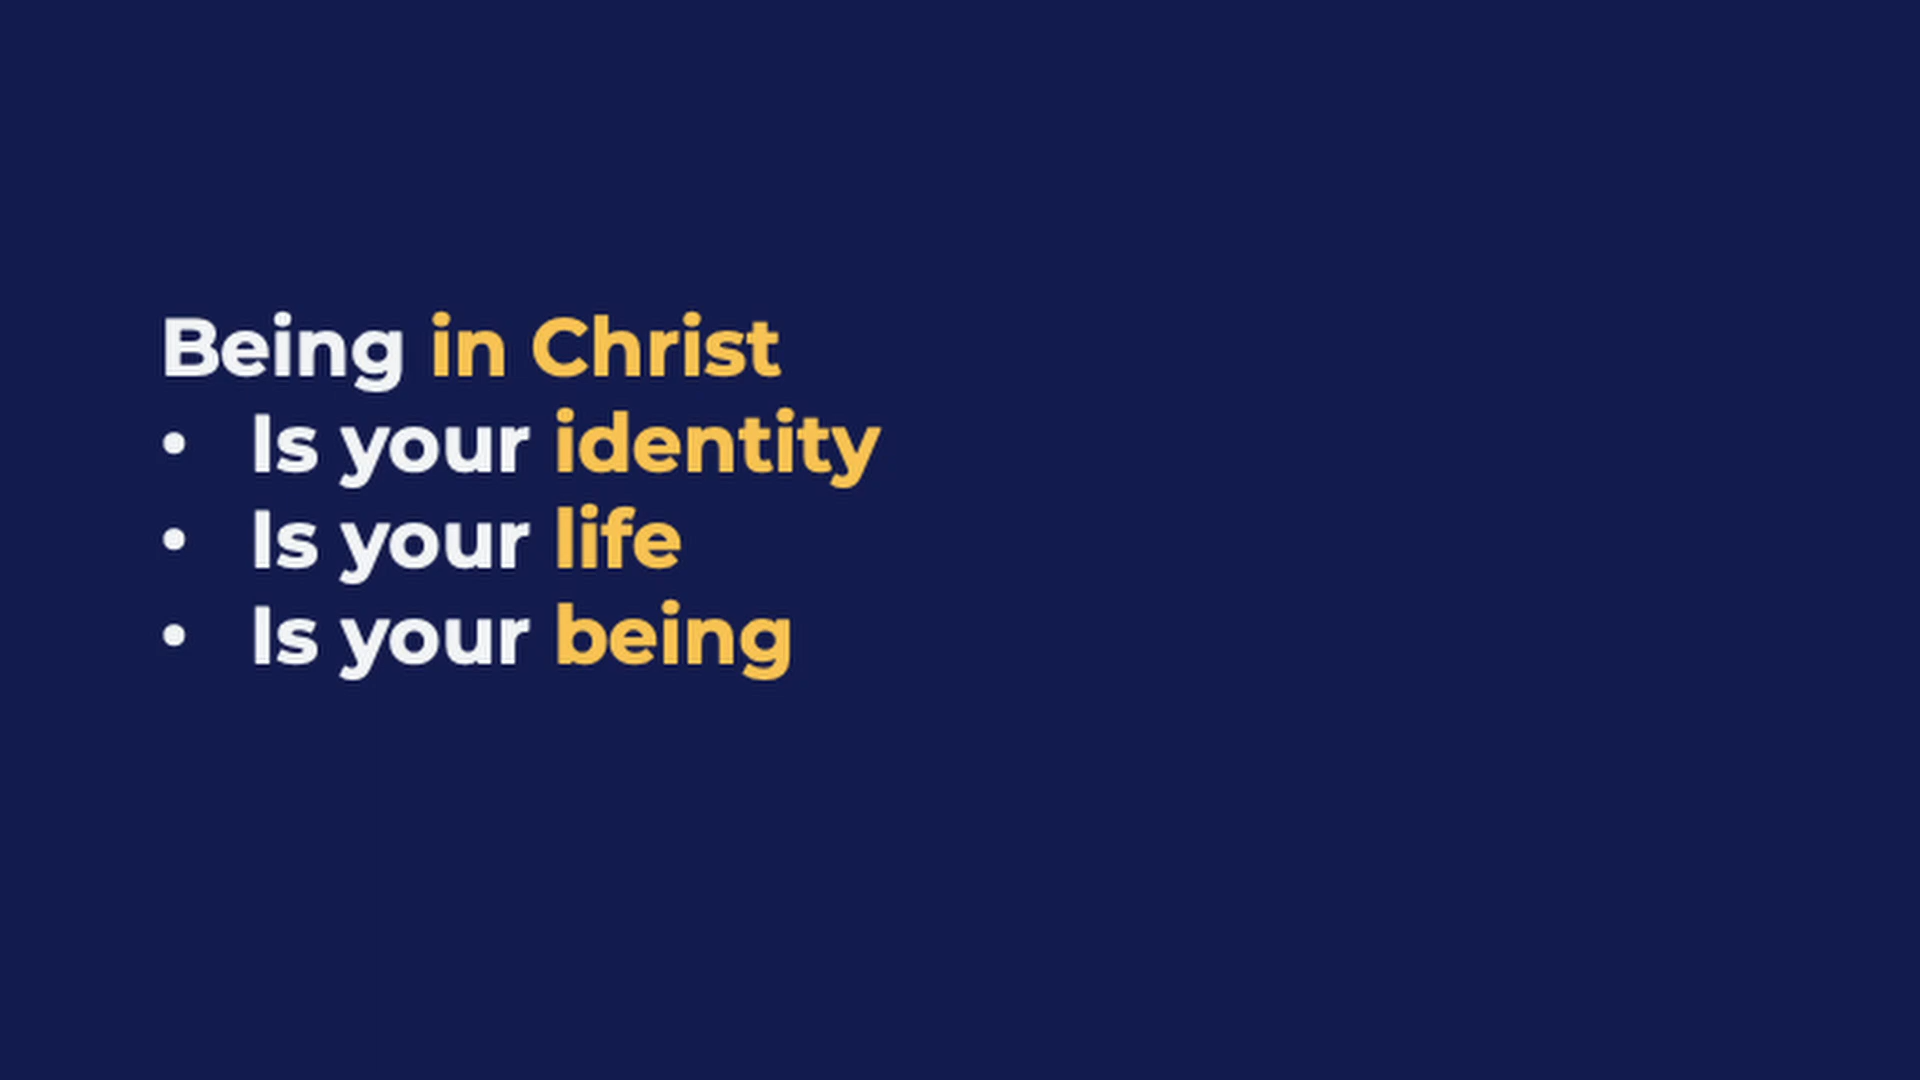 Being in Christ
• Is your identity
• Is your life
• Is your being